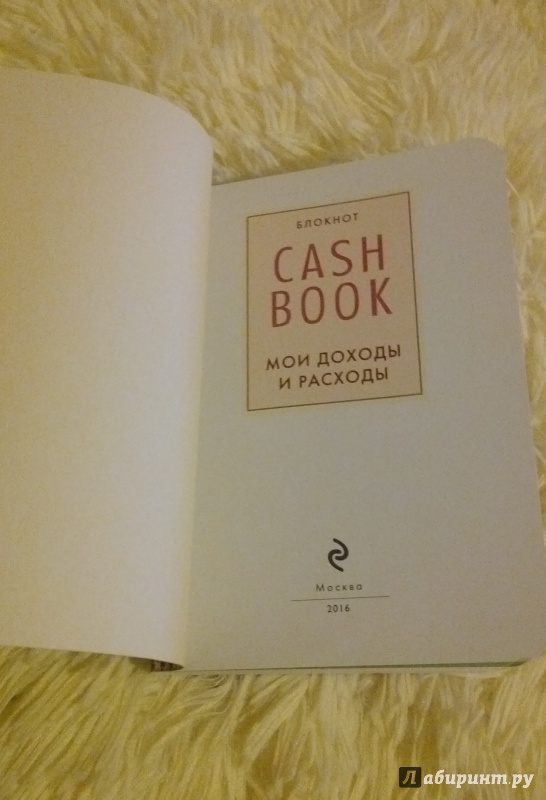 БЛОКНОТ
CASH
BOOK
МОИ ДОХОДЫ
И РАСХОДЫ
Москва
2016
Лабиринт.ру